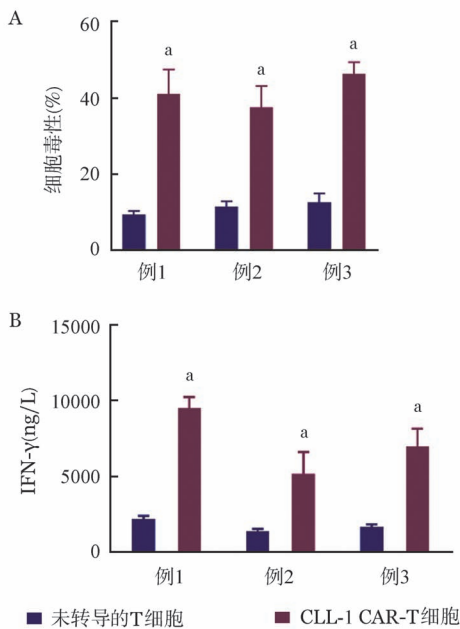 A
细胞毒性(%)
60
40
20
0
a
a
a
例1
例2
例3
B
IFN-γ(ng/L)
15000
10000
5000
0
a
a
a
例1
例2
例3
未转导的T细胞
CLL-1 CAR-T细胞